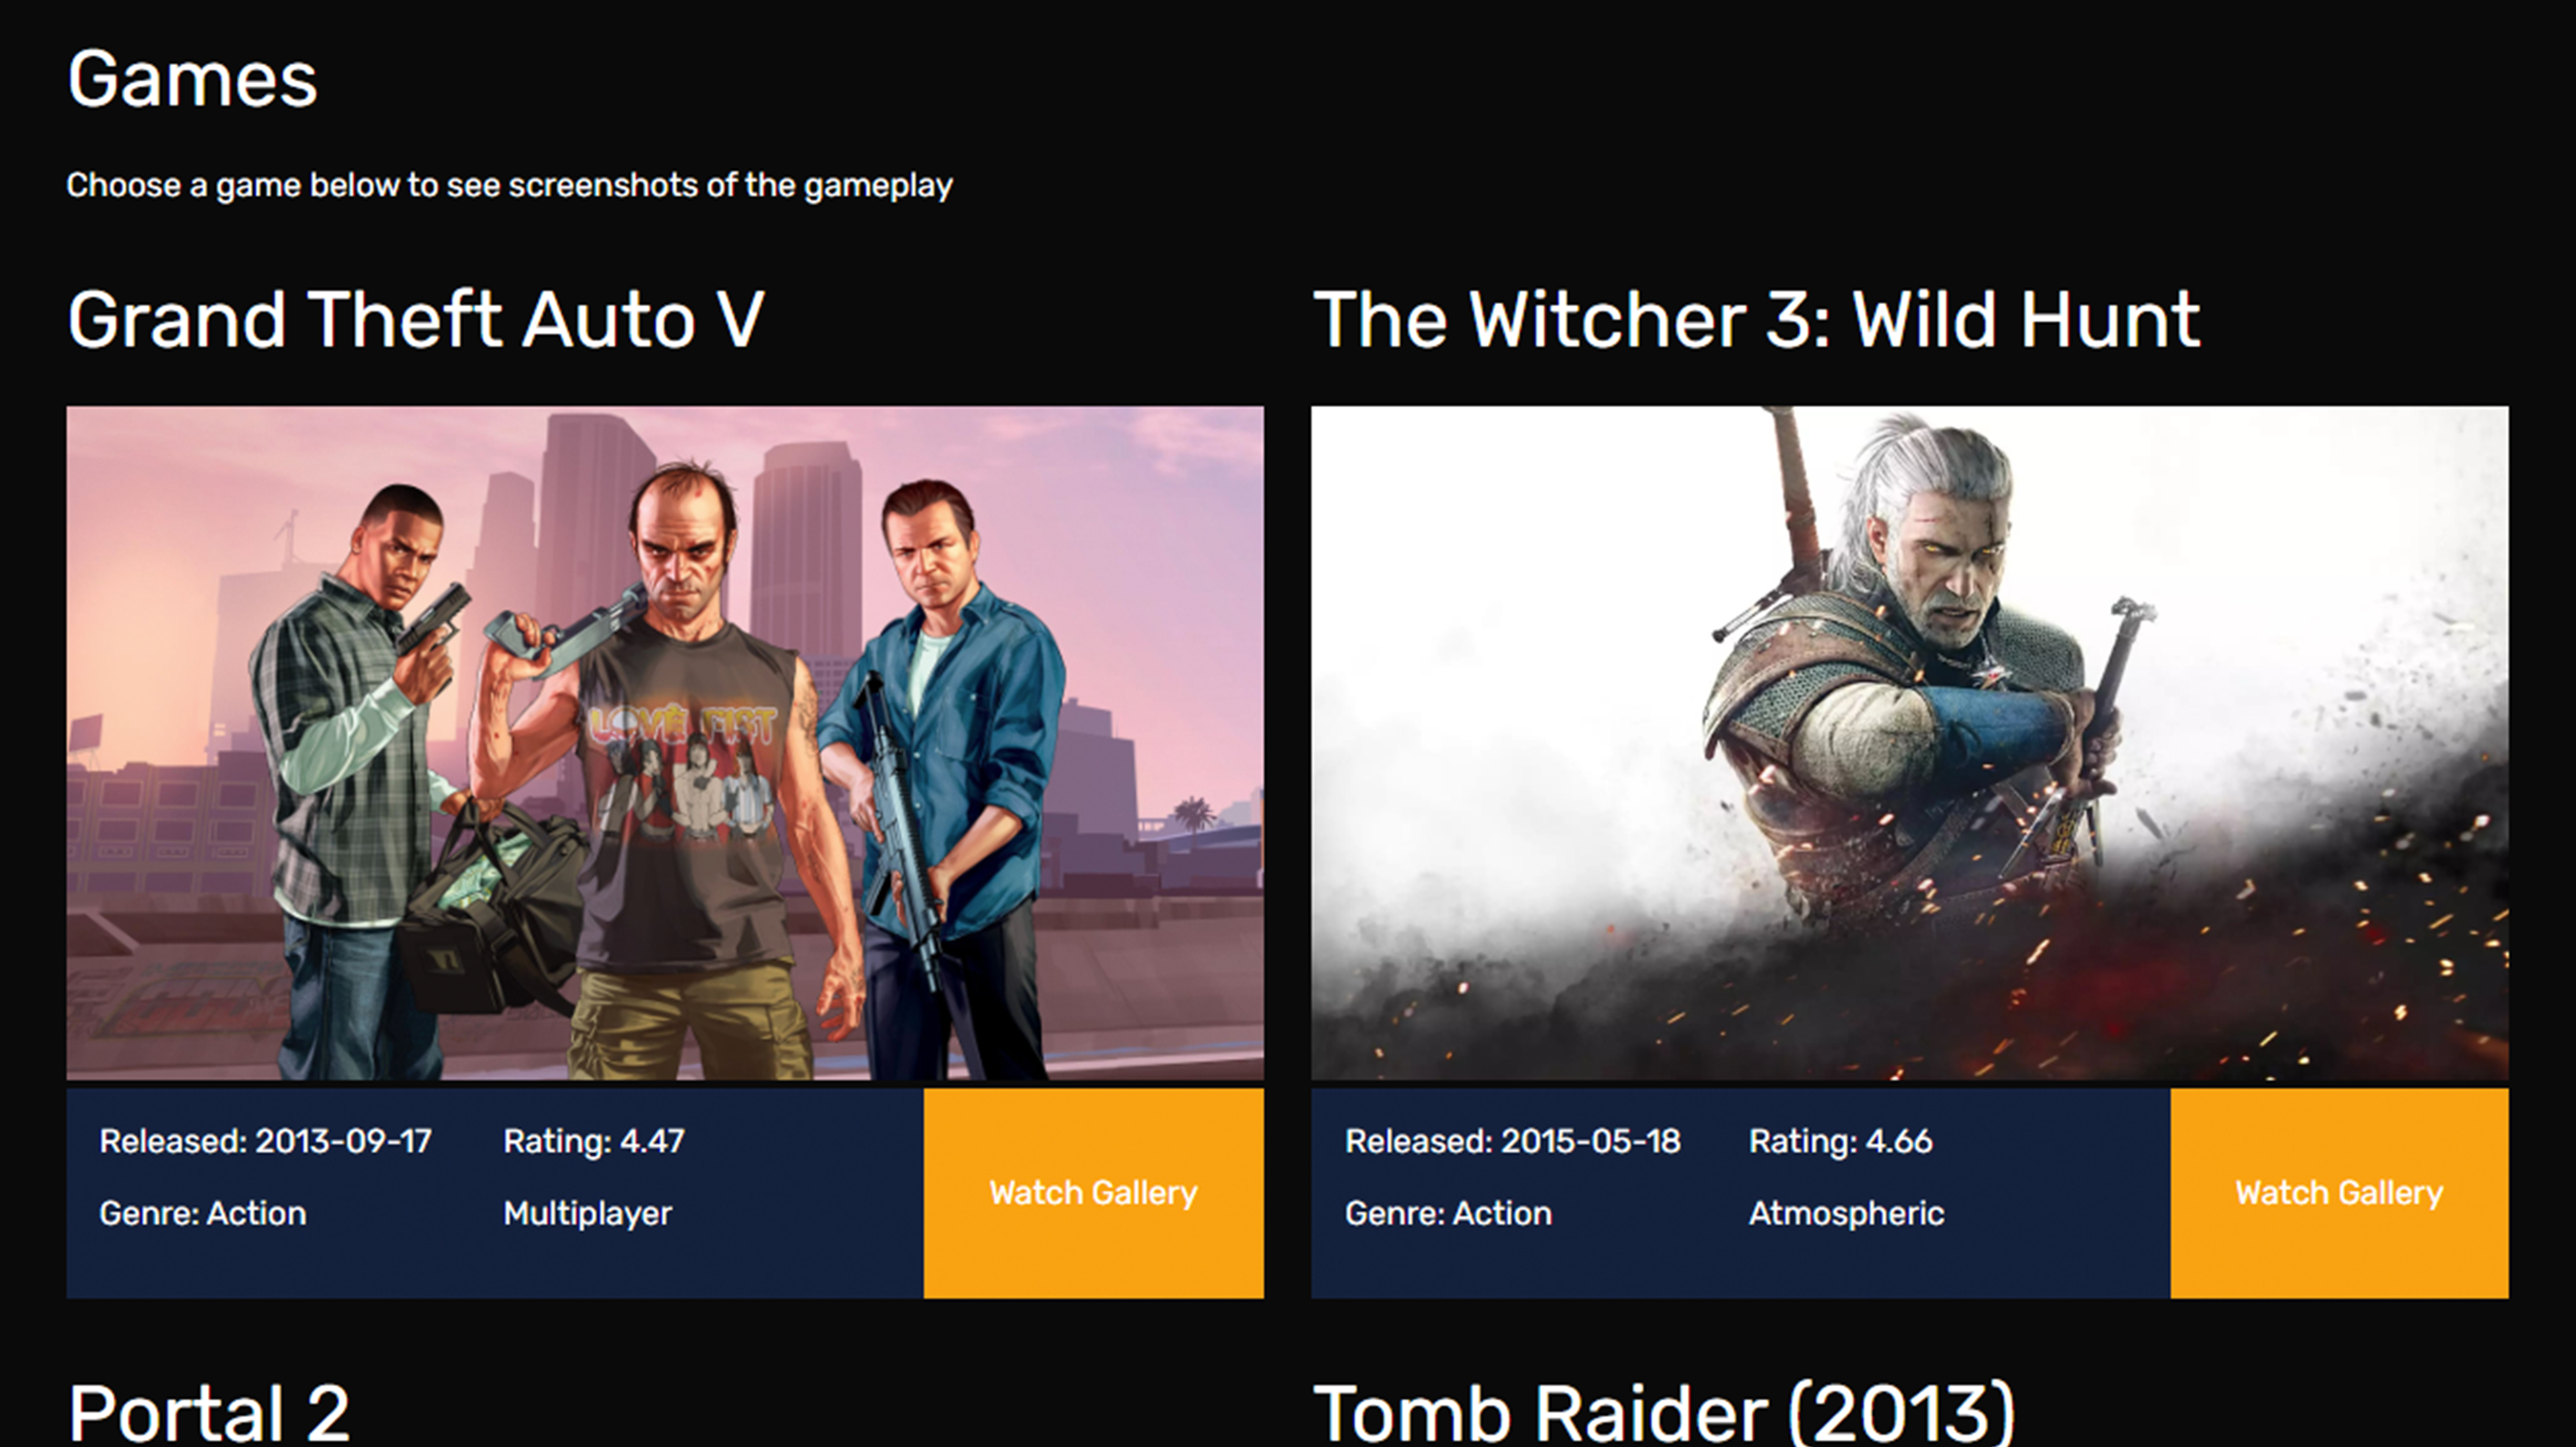 Games
Choose a game below to see screenshots of the gameplay
Grand Theft Auto V
The Witcher 3: Wild Hunt
LOVE FIST
Released: 2013-09-17 Rating: 4.47
Genre: Action Multiplayer
Watch Gallery
Released: 2015-05-18 Rating: 4.66
Genre: Action Atmospheric
Watch Gallery
Portal 2
Tomb Raider (2013)